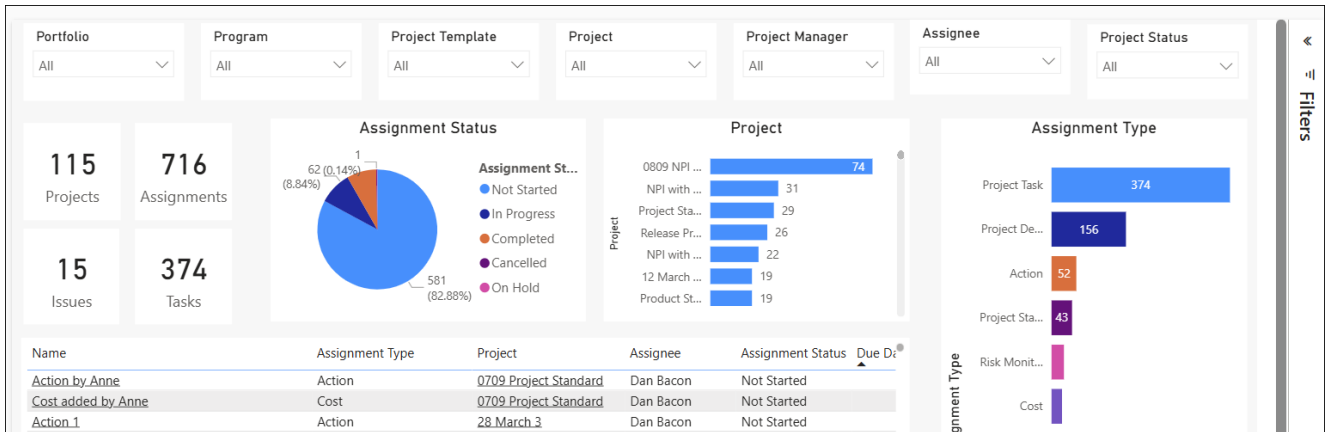 Portfolio
Program
Project Template
Project
Project Manager
Assignee
Project Status
All
All
All
All
All
All
All
Filters
115
Projects
716
Assignments
15
Issues
374
Tasks
Assignment Status
1
(0.14%)
62
(8.84%)
581
(82.88%)
Assignment St...
Not Started
In Progress
Completed
Cancelled
On Hold
Project
Project
0809 NPI ... 74
NPI with ... 31
Project Sta... 29
Release Pr... 26
NPI with ... 22
12 March ... 19
Product St... 19
Assignment Type
Project Task 374
Project De... 156
Action 52
Project Sta... 43
Risk Monit...
Cost
gnment Type
Name Assignment Type Project Assignee Assignment Status Due Da
Action by Anne Action 0709 Project Standard Dan Bacon Not Started
Cost added by Anne Cost 0709 Project Standard Dan Bacon Not Started
Action 1 Action 28 March 3 Dan Bacon Not Started